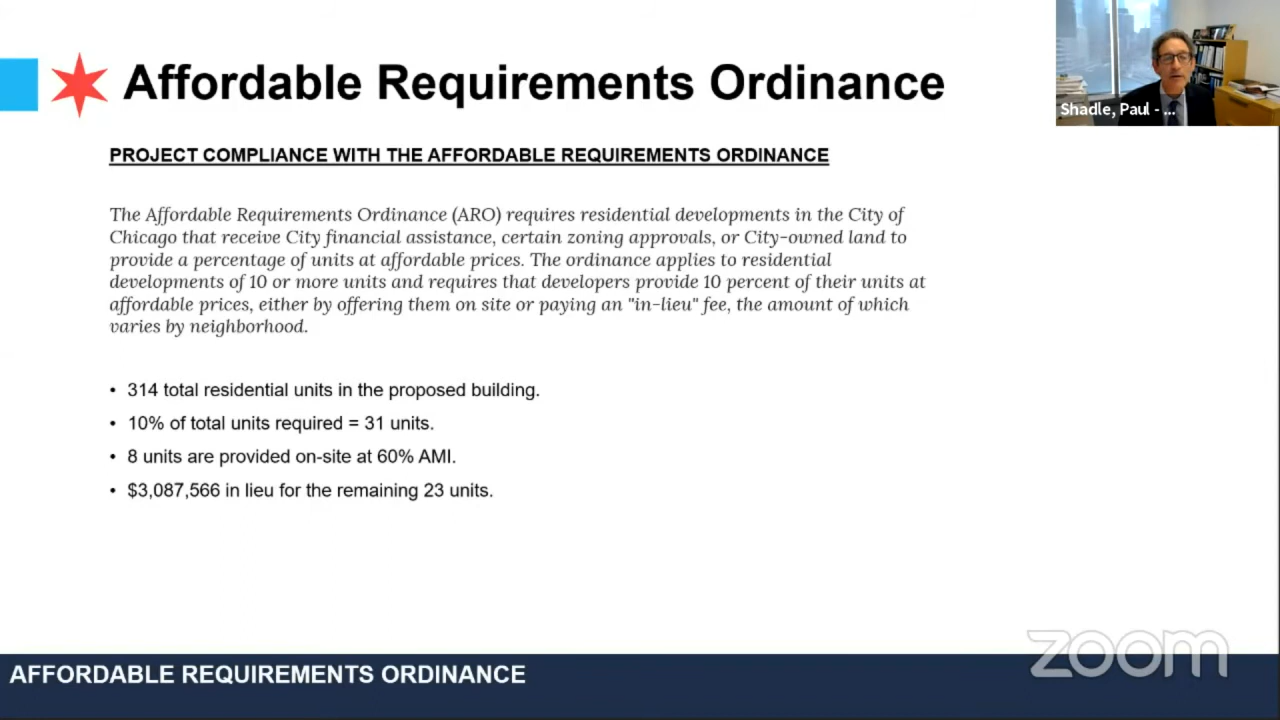 Affordable Requirements Ordinance
Shadle, Paul - ...
PROJECT COMPLIANCE WITH THE AFFORDABLE REQUIREMENTS ORDINANCE
The Affordable Requirements Ordinance (ARO) requires residential developments in the City of
Chicago that receive City financial assistance, certain zoning approvals, or City-owned land to
provide a percentage of units at affordable prices. The ordinance applies to residential
developments of 10 or more units and requires that developers provide 10 percent of their units at
affordable prices, either by offering them on site or paying an "in-lieu" fee, the amount of which
varies by neighborhood.
• 314 total residential units in the proposed building.
• 10% of total units required = 31 units.
• 8 units are provided on-site at 60% AMI.
• $3,087,566 in lieu for the remaining 23 units.
zoom
AFFORDABLE REQUIREMENTS ORDINANCE